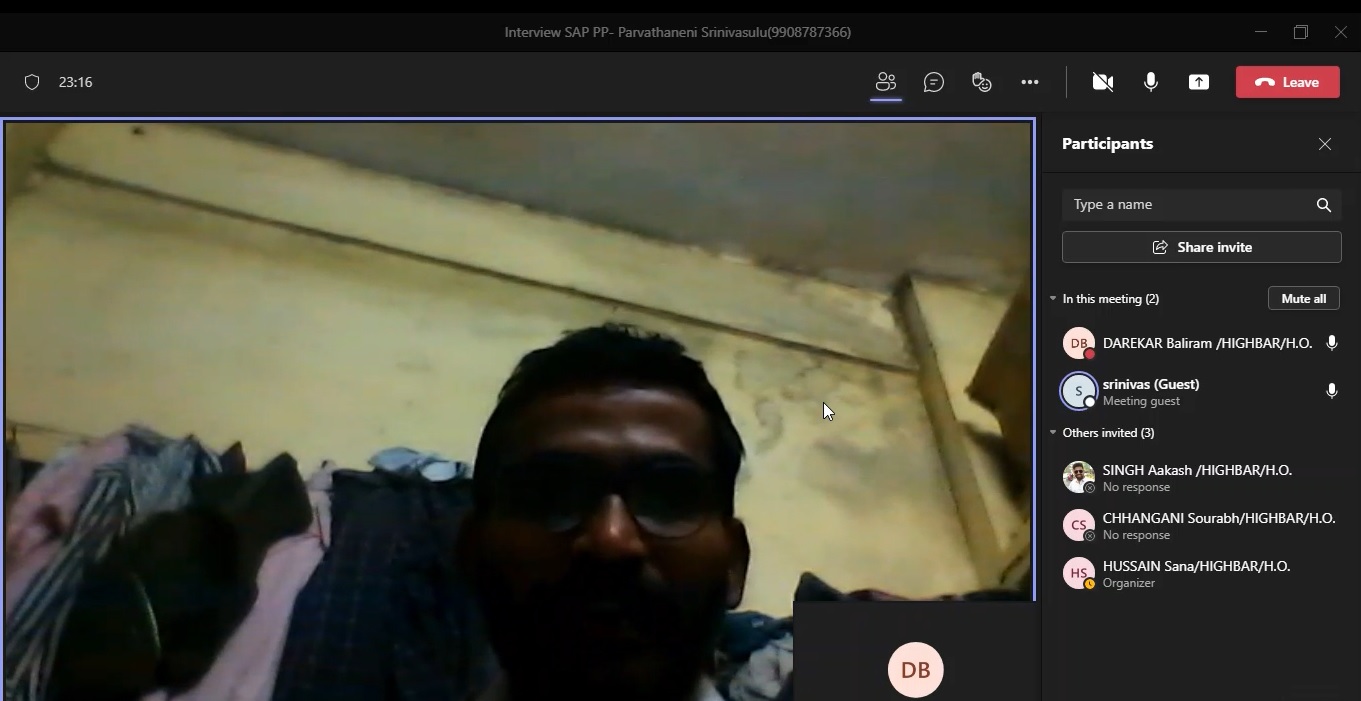 Interview SAP PP- Parvathaneni Srinivasulu(9908787366)
23:16
Leave
Participants
Type a name
Share invite
In this meeting (2)
Mute all
DB
DAREKAR Baliram /HIGHBAR/H.O.
S
srinivas (Guest)
Meeting guest
Others invited (3)
SINGH Aakash /HIGHBAR/H.O.
No response
CS
CHHANGANI Sourabh/HIGHBAR/H.O.
No response
HS
HUSSAIN Sana/HIGHBAR/H.O.
Organizer
DB